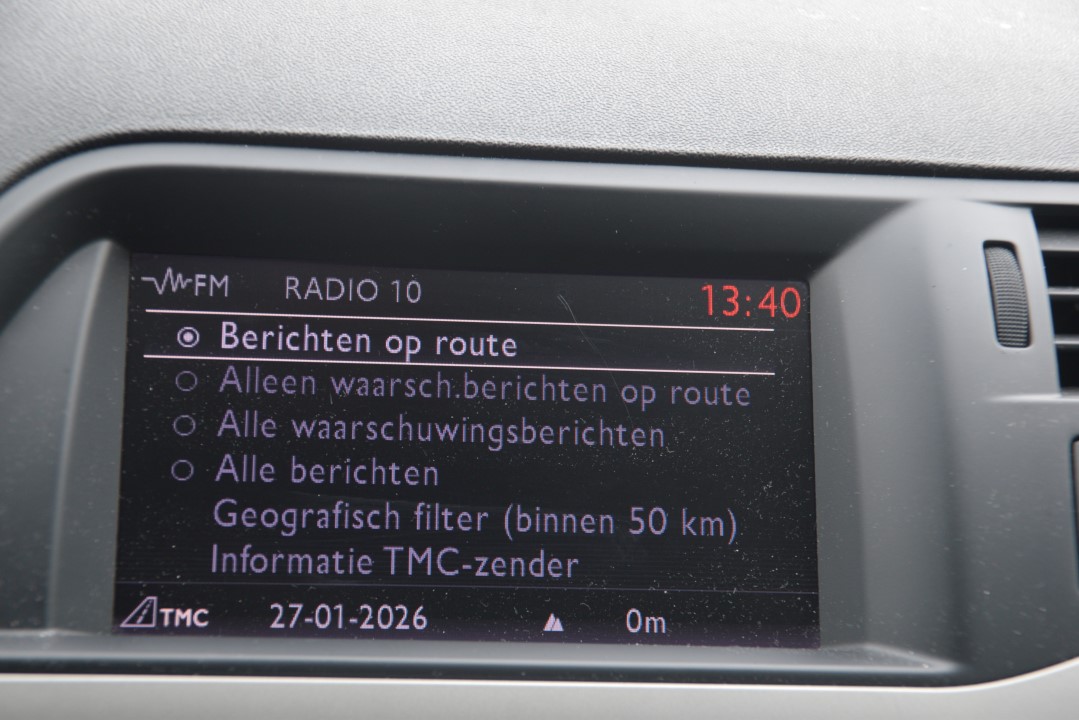 FM RADIO 10 13:40
Berichten op route
Alleen waarsch.berichten op route
Alle waarschuwingsberichten
Alle berichten
Geografisch filter (binnen 50 km)
Informatie TMC-zender
TMC 27-01-2026 0m